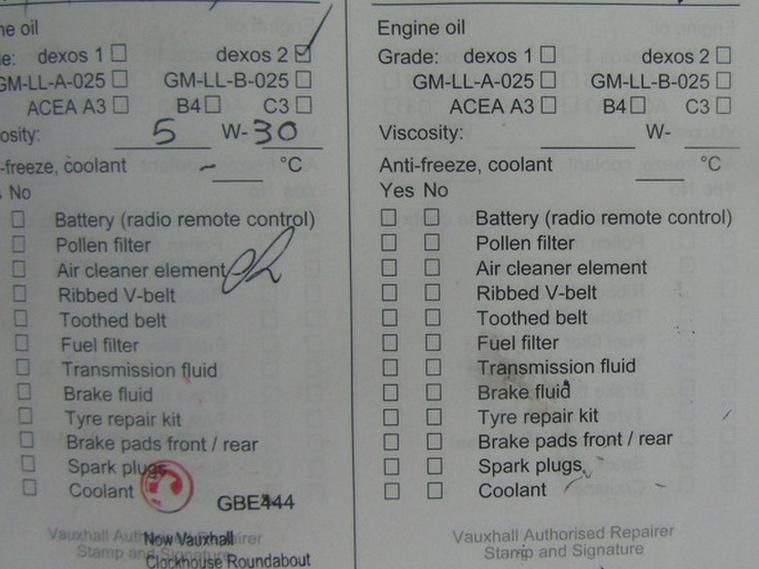 ne oil
e: dexos 1 dexos 2
GM-LL-A-025 GM-LL-B-025
ACEA A3 B4 C3
osity: 5 W-30
-freeze, coolant - °C
s No
Battery (radio remote control)
Pollen filter
Air cleaner element
Ribbed V-belt
Toothed belt
Fuel filter
Transmission fluid
Brake fluid
Tyre repair kit
Brake pads front / rear
Spark plugs
Coolant
GBE444
Vauxhall Authorised Repairer
Now Vauxhall
Stamp and Signature
Clockhouse Roundabout
Engine oil
Grade: dexos 1 dexos 2
GM-LL-A-025 GM-LL-B-025
ACEA A3 B4 C3
Viscosity: W-
Anti-freeze, coolant °C
Yes No
Battery (radio remote control)
Pollen filter
Air cleaner element
Ribbed V-belt
Toothed belt
Fuel filter
Transmission fluid
Brake fluid
Tyre repair kit
Brake pads front / rear
Spark plugs
Coolant
Vauxhall Authorised Repairer
Stamp and Signature